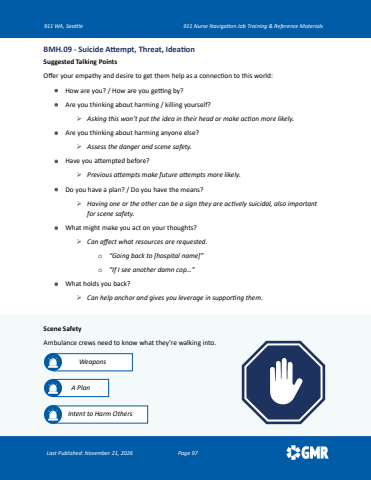 911 WA, Seattle
911 Nurse Navigation Job Training & Reference Materials
BMH.09 - Suicide Attempt, Threat, Ideation
Suggested Talking Points
Offer your empathy and desire to get them help as a connection to this world:
● How are you? / How are you getting by?
● Are you thinking about harming / killing yourself?
➢ Asking this won't put the idea in their head or make action more likely.
● Are you thinking about harming anyone else?
➢ Assess the danger and scene safety.
● Have you attempted before?
➢ Previous attempts make future attempts more likely.
● Do you have a plan? / Do you have the means?
➢ Having one or the other can be a sign they are actively suicidal, also important
for scene safety.
● What might make you act on your thoughts?
➢ Can affect what resources are requested.
o "Going back to [hospital name]"
o "If I see another damn cop…"
● What holds you back?
➢ Can help anchor and gives you leverage in supporting them.
Scene Safety
Ambulance crews need to know what they're walking into.
Weapons
A Plan
Intent to Harm Others
Last Published: November 21, 2026
Page 97
GMR